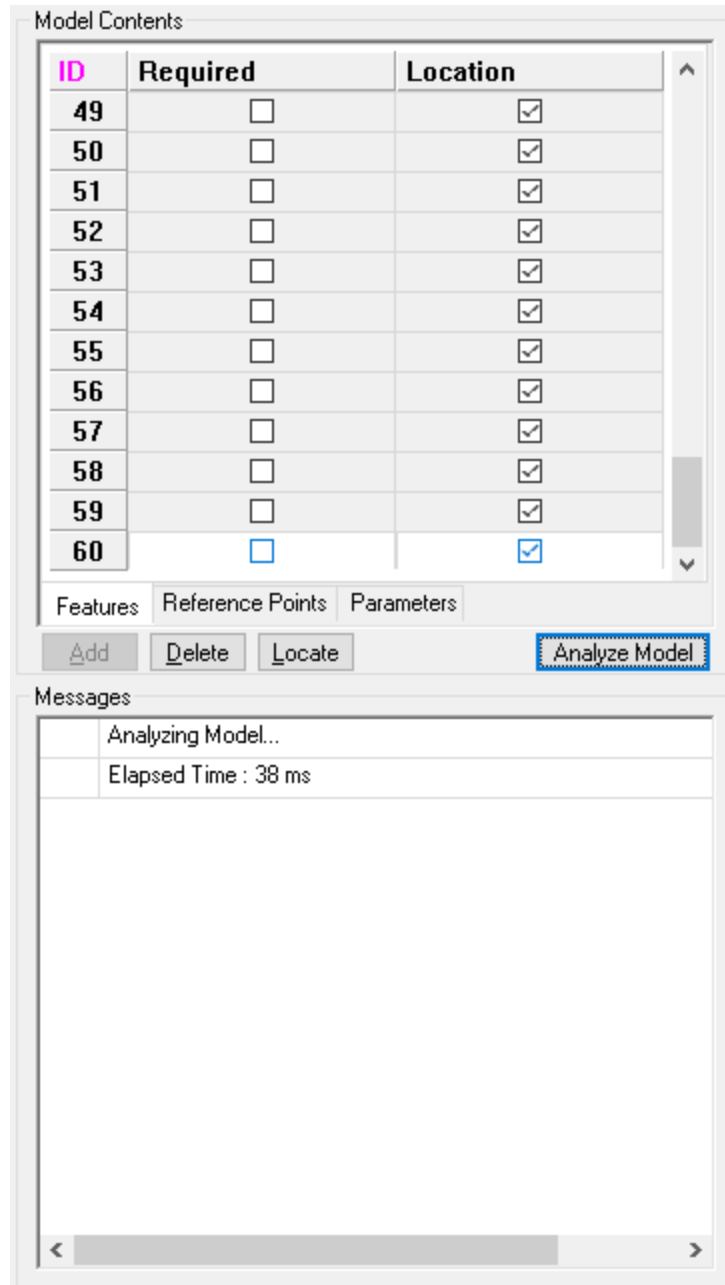 Model Contents
ID Required Location
49
50
51
52
53
54
55
56
57
58
59
60
Features Reference Points Parameters
Add Delete Locate Analyze Model
Messages
Analyzing Model...
Elapsed Time : 38 ms